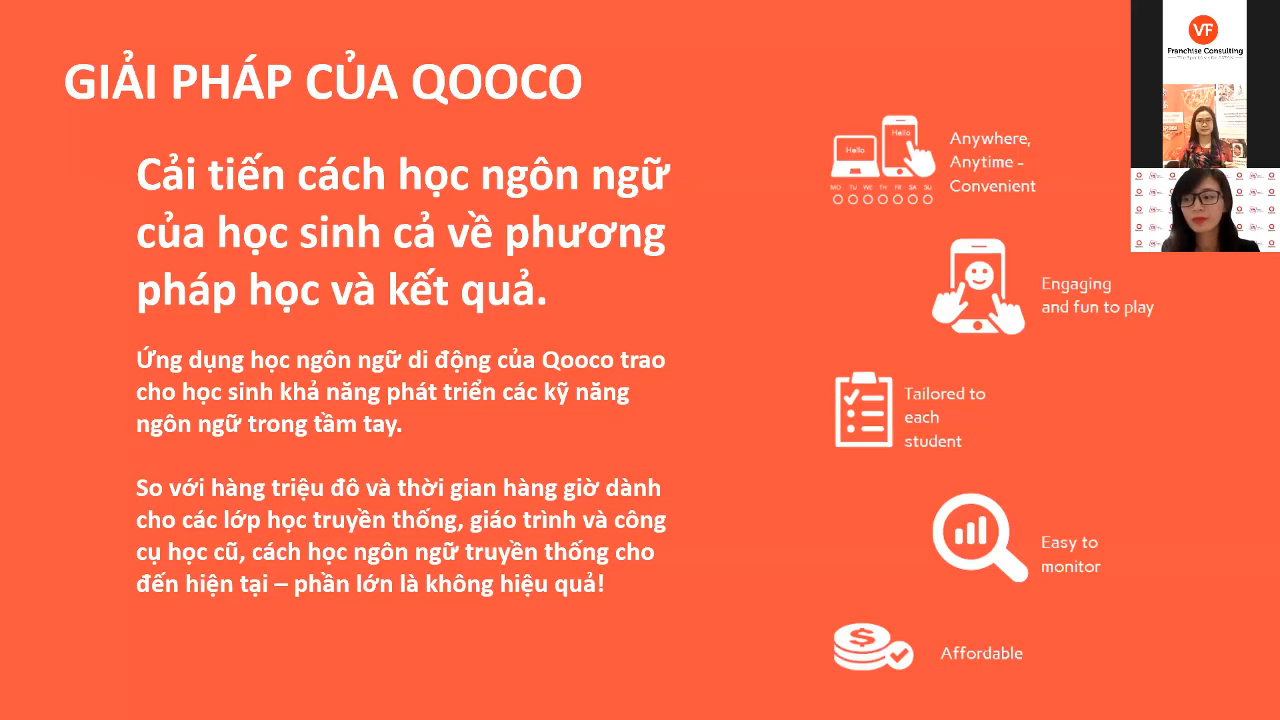 GIẢI PHÁP CỦA QOOCO
Cải tiến cách học ngôn ngữ
của học sinh cả về phương
pháp học và kết quả.
Ứng dụng học ngôn ngữ di động của Qooco trao
cho học sinh khả năng phát triển các kỹ năng
ngôn ngữ trong tầm tay.
So với hàng triệu đô và thời gian hàng giờ dành
cho các lớp học truyền thống, giáo trình và công
cụ học cũ, cách học ngôn ngữ truyền thống cho
đến hiện tại – phần lớn là không hiệu quả!
Hello
Hello
MO TU WE TH FR SA SU
Anywhere,
Anytime -
Convenient
Engaging
and fun to play
Tailored to
each
student
Easy to
monitor
$
Affordable
VF
Franchise Consulting